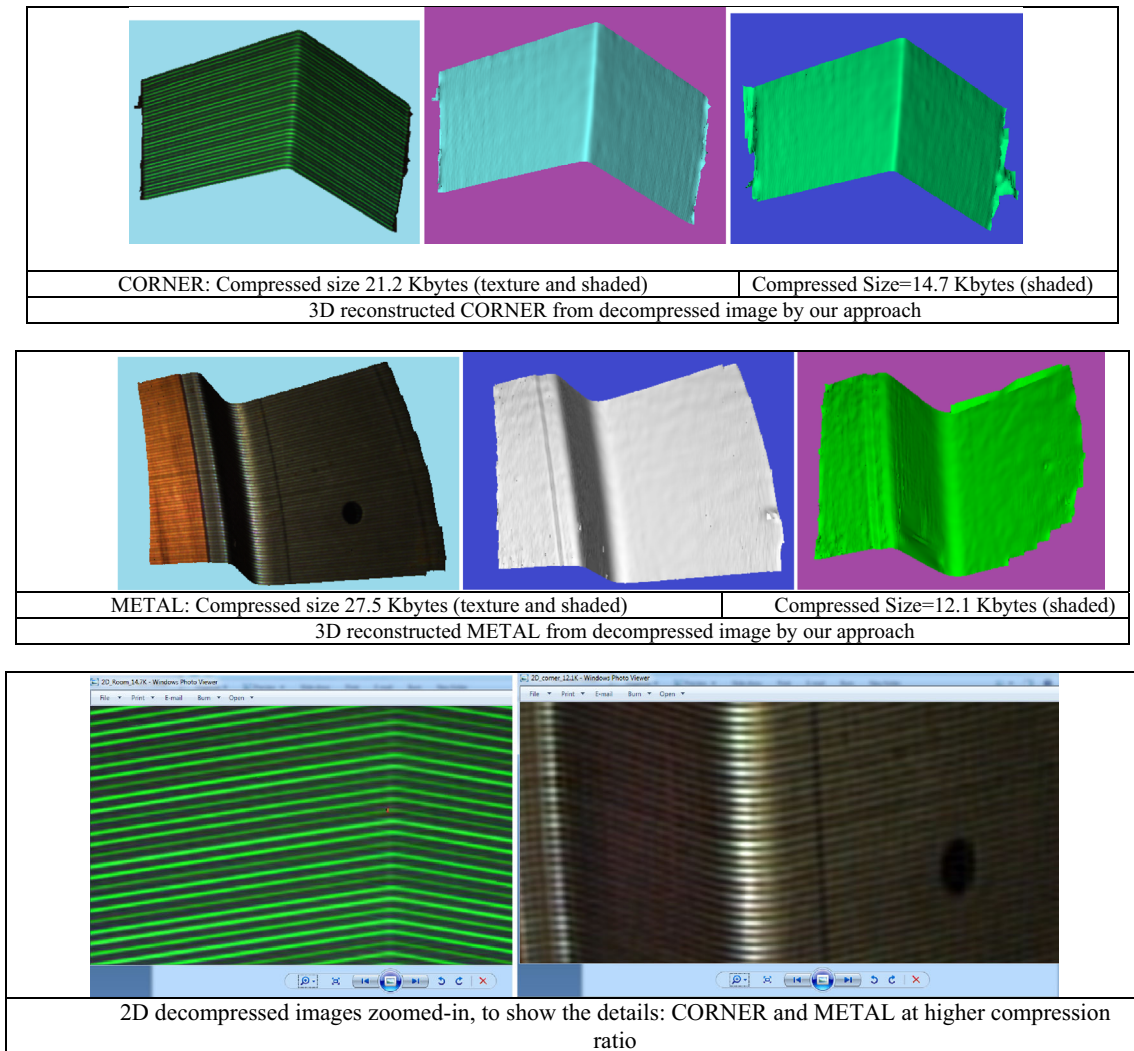 CORNER: Compressed size 21.2 Kbytes (texture and shaded)
Compressed Size=14.7 Kbytes (shaded)
3D reconstructed CORNER from decompressed image by our approach
METAL: Compressed size 27.5 Kbytes (texture and shaded)
Compressed Size=12.1 Kbytes (shaded)
3D reconstructed METAL from decompressed image by our approach
2D_Room_14.7K - Windows Photo Viewer
File Print E-mail Burn Open
2D_corner_12.1K - Windows Photo Viewer
File Print E-mail Burn Open
2D decompressed images zoomed-in, to show the details: CORNER and METAL at higher compression
ratio